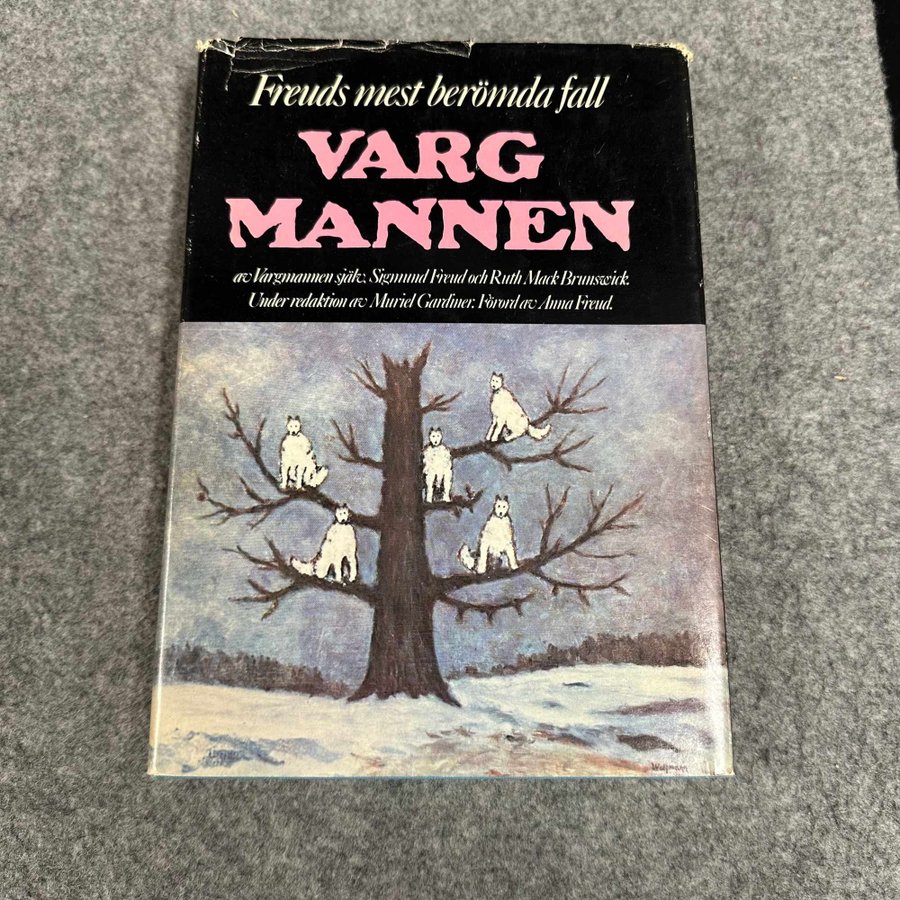 Freuds mest berömda fall
VARG
MANNEN
av Vargmannen själv, Sigmund Freud och Ruth Mack Brunswick.
Under redaktion av Muriel Gardiner. Förord av Anna Freud.